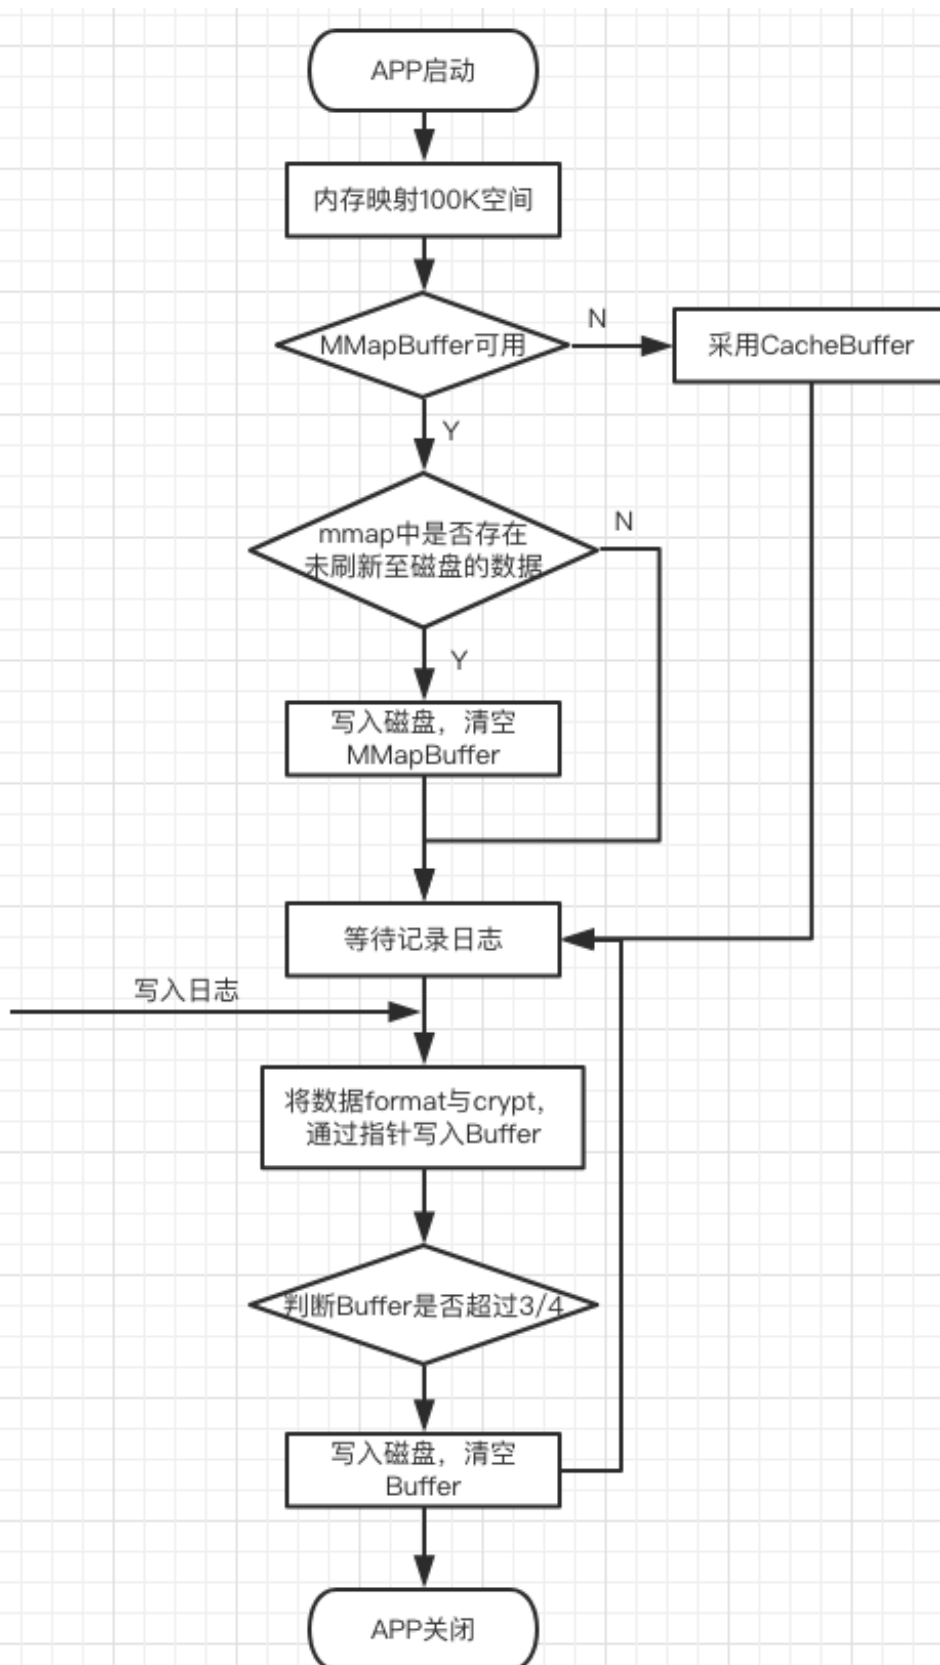 APP启动
内存映射100K空间
MMapBuffer可用
N
采用CacheBuffer
Y
mmap中是否存在
未刷新至磁盘的数据
N
Y
写入磁盘，清空
MMapBuffer
等待记录日志
写入日志
将数据format与crypt，
通过指针写入Buffer
判断Buffer是否超过3/4
写入磁盘，清空
Buffer
APP关闭